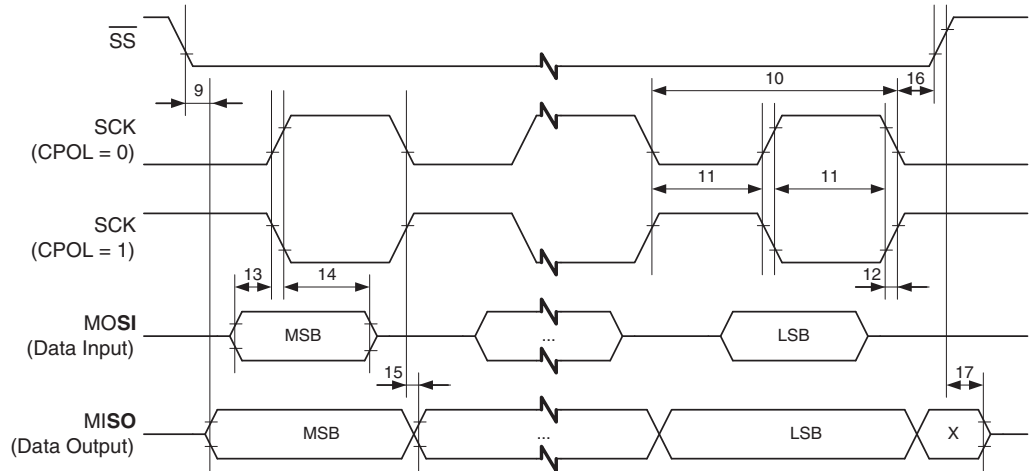 SS
9
10
16
SCK
(CPOL = 0)
11
11
SCK
(CPOL = 1)
13
14
12
MOSI
(Data Input)
MSB
...
LSB
15
17
MISO
(Data Output)
MSB
...
LSB
X